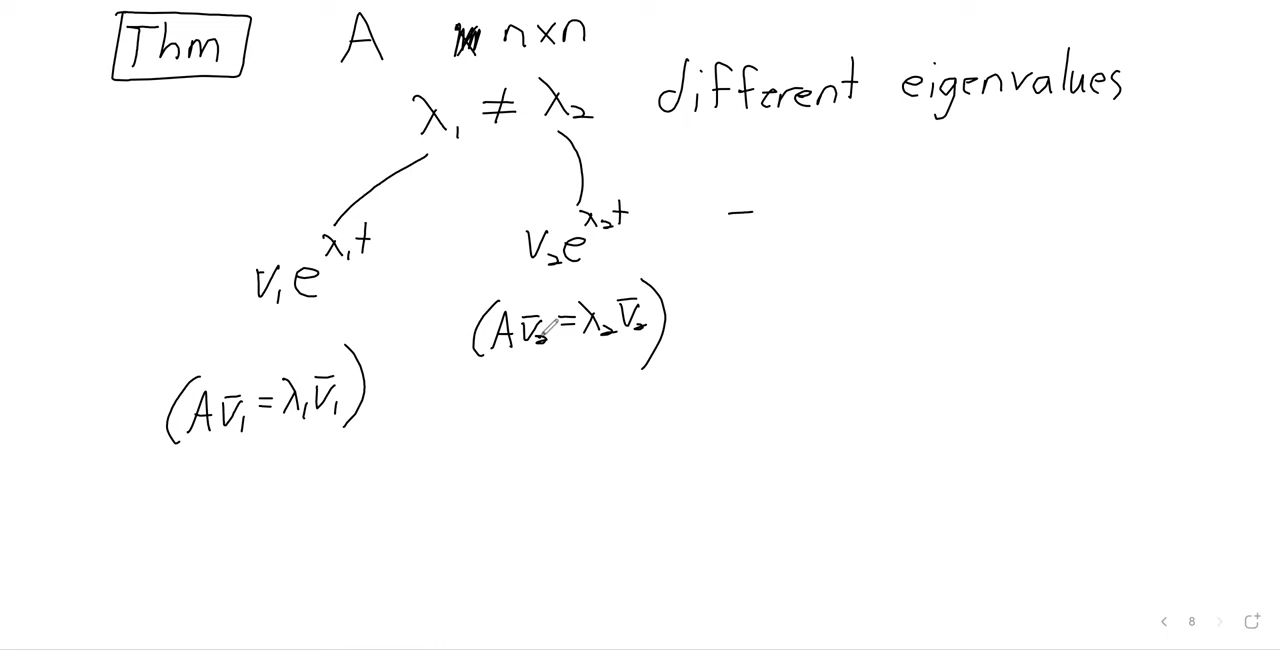 Thm A n×n
λ₁ ≠ λ₂ different eigenvalues
v₁e^{λ₁t} v₂e^{λ₂t} –
(Av̄₂ = λ₂v̄₂)
(Av̄₁ = λ₁v̄₁)
8